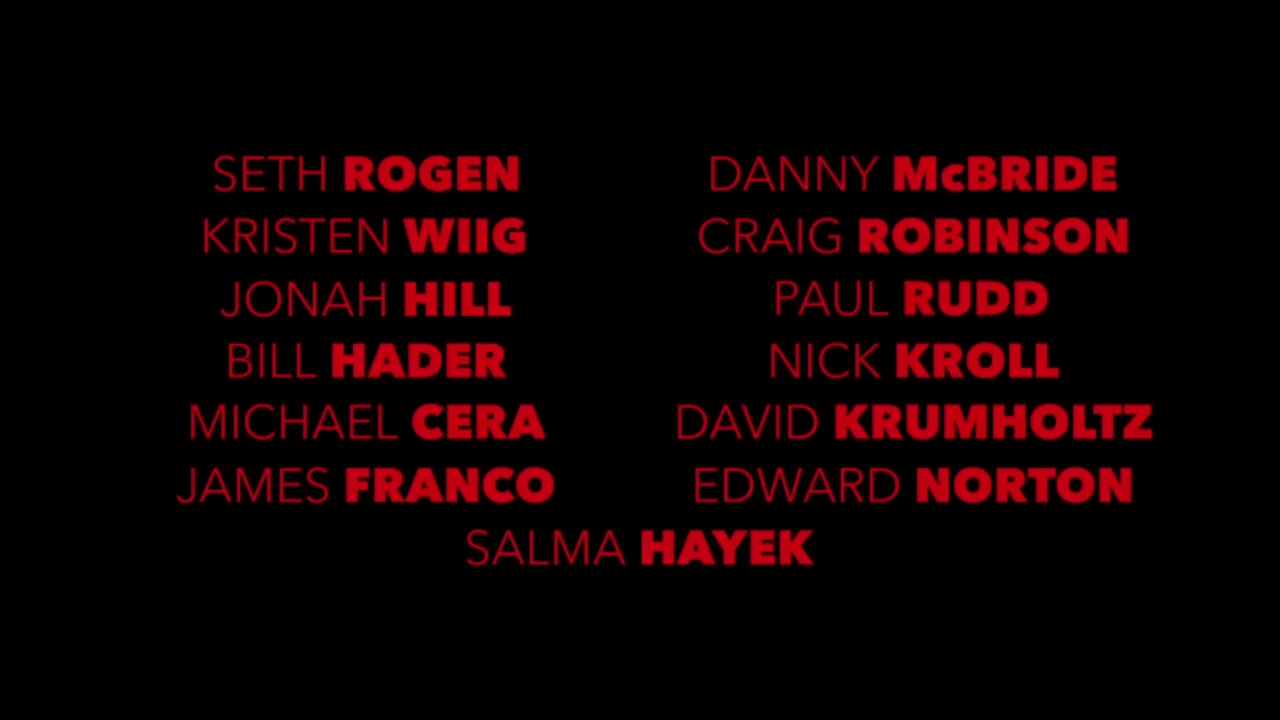 SETH ROGEN
KRISTEN WIIG
JONAH HILL
BILL HADER
MICHAEL CERA
JAMES FRANCO
DANNY McBRIDE
CRAIG ROBINSON
PAUL RUDD
NICK KROLL
DAVID KRUMHOLTZ
EDWARD NORTON
SALMA HAYEK